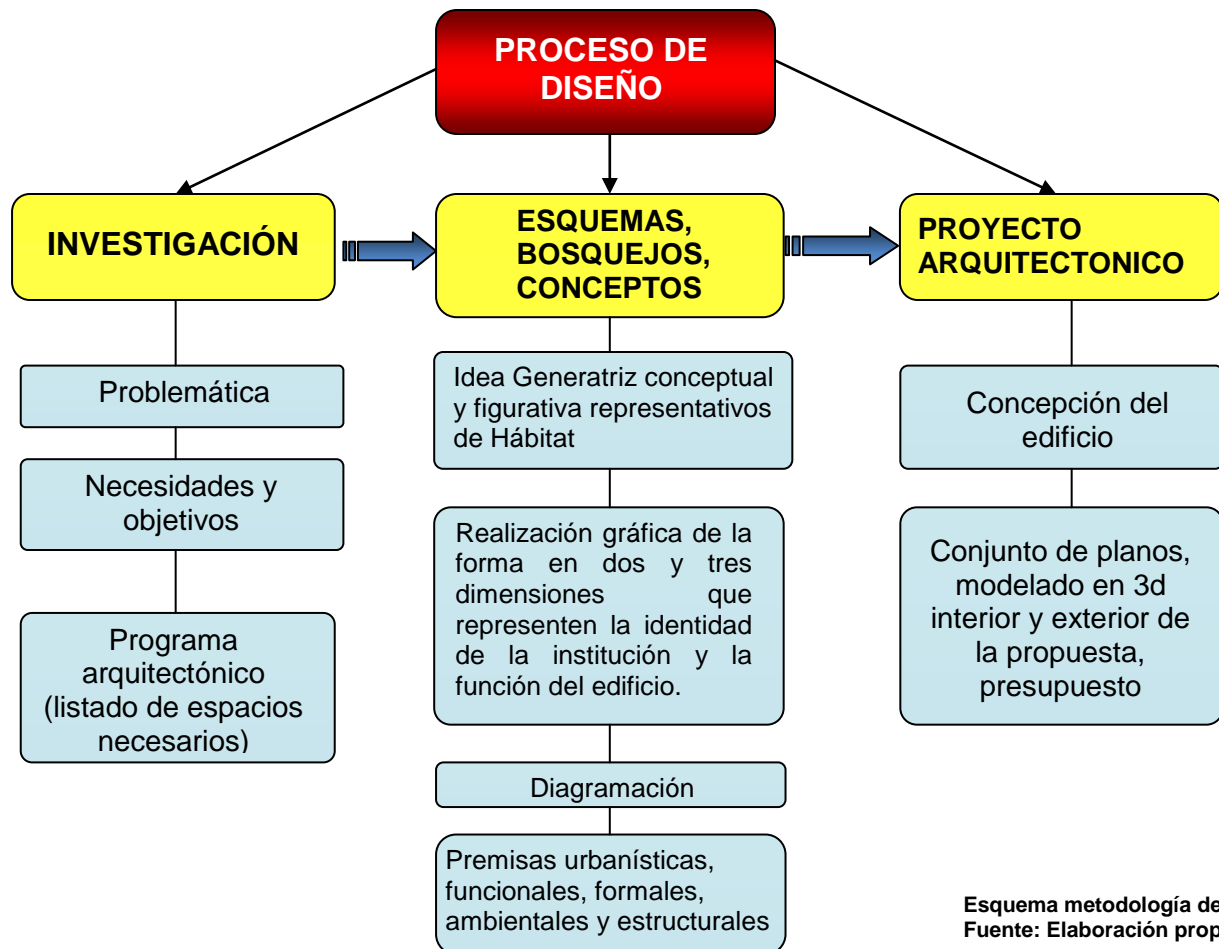 PROCESO DE
DISEÑO
INVESTIGACIÓN
ESQUEMAS,
BOSQUEJOS,
CONCEPTOS
PROYECTO
ARQUITECTONICO
Problemática
Necesidades y
objetivos
Programa
arquitectónico
(listado de espacios
necesarios)
Idea Generatriz conceptual
y figurativa representativos
de Hábitat
Realización gráfica de la
forma en dos y tres
dimensiones que
representen la identidad
de la institución y la
función del edificio.
Diagramación
Premisas urbanísticas,
funcionales, formales,
ambientales y estructurales
Concepción del
edificio
Conjunto de planos,
modelado en 3d
interior y exterior de
la propuesta,
presupuesto
Esquema metodología de
Fuente: Elaboración prop